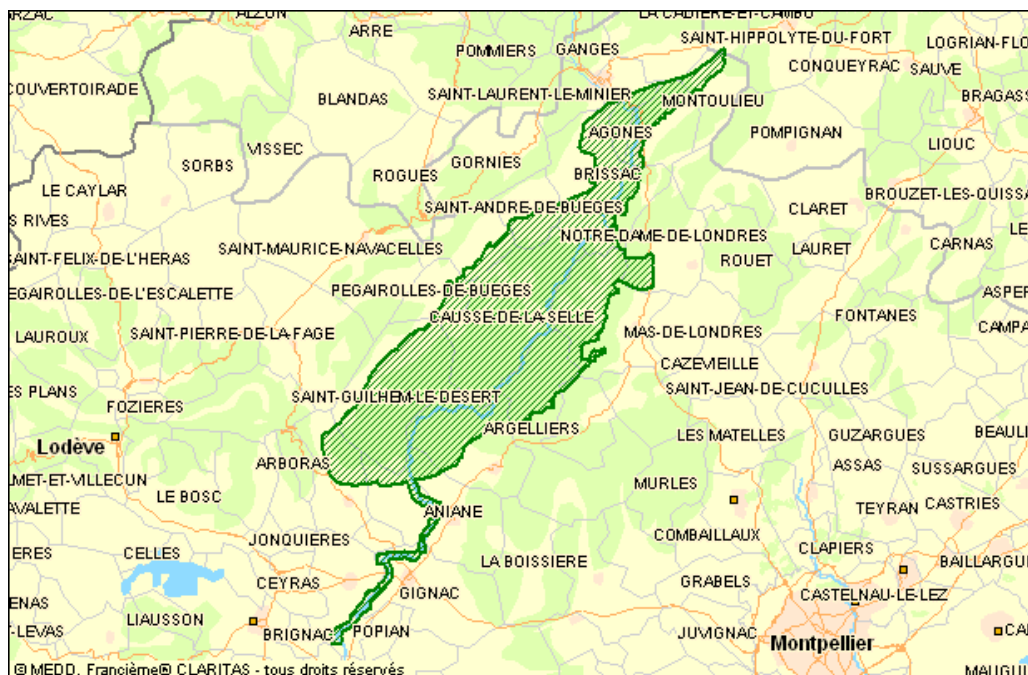 ARZAC
ALZON
ARRE
LA CADIERE-ET-CAMBO
POMMIERS
GANGES
SAINT-HIPPOLYTE-DU-FORT
LOGRIAN-FLO
CONQUEYRAC
SAUVE
COUVERTOIRADE
BLANDAS
SAINT-LAURENT-LE-MINIER
MONTOULIEU
BRAGASS
AGONES
POMPIGNAN
LIOUC
VISSEC
SORBS
GORNIES
ROGUES
BRISSAC
LE CAYLAR
BROUZET-LES-QUISSA
S RIVES
SAINT-ANDRE-DE-BUEGES
CLARET
SAINT-MAURICE-NAVACELLES
NOTRE-DAME-DE-LONDRES
LAURET
CARNAS
LE
SAINT-FELIX-DE-L'HERAS
ROUET
PEGAIROLLES-DE-L'ESCALETTE
PEGAIROLLES-DE-BUEGES
ASPER
CAUSSE-DE-LA-SELLE
FONTANES
LAUROUX
SAINT-PIERRE-DE-LA-FAGE
MAS-DE-LONDRES
CAMPA
CAZEVIEILLE
ES PLANS
SAINT-GUILHEM-LE-DESERT
SAINT-JEAN-DE-CUCULLES
FOZIERES
ARGELLIERS
LES MATELLES
GUZARGUES
BEAULI
Lodève
ARBORAS
ASSAS
SUSSARGUES
LMET-ET-VILLECUN
LE BOSC
MURLES
AVALETTE
ANIANE
TEYRAN
CASTRIES
COMBAILLAUX
JONQUIERES
CLAPIERS
ERES
CELLES
LA BOISSIERE
BAILLARGU
CEYRAS
GRABELS
GIGNAC
CASTELNAU-LE-LEZ
ENAS
LIAUSSON
T-LEVAS
BRIGNAC
POPIAN
JUVIGNAC
Montpellier
CA
© MEDD, Francième® CLARITAS - tous droits réservés
MAUGUI